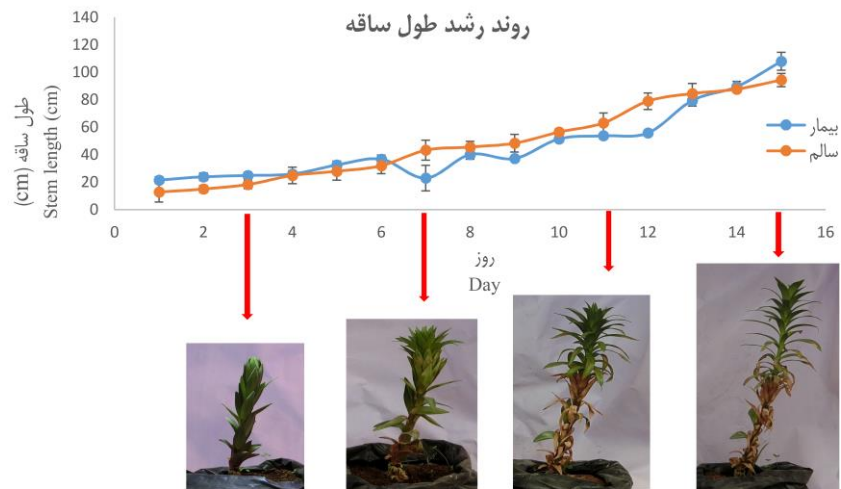 روند رشد طول ساقه
140
120
100
80
60
40
20
0
طول ساقه (cm)
Stem length (cm)
بیمار
سالم
0 2 4 6 8 10 12 14 16
روز
Day